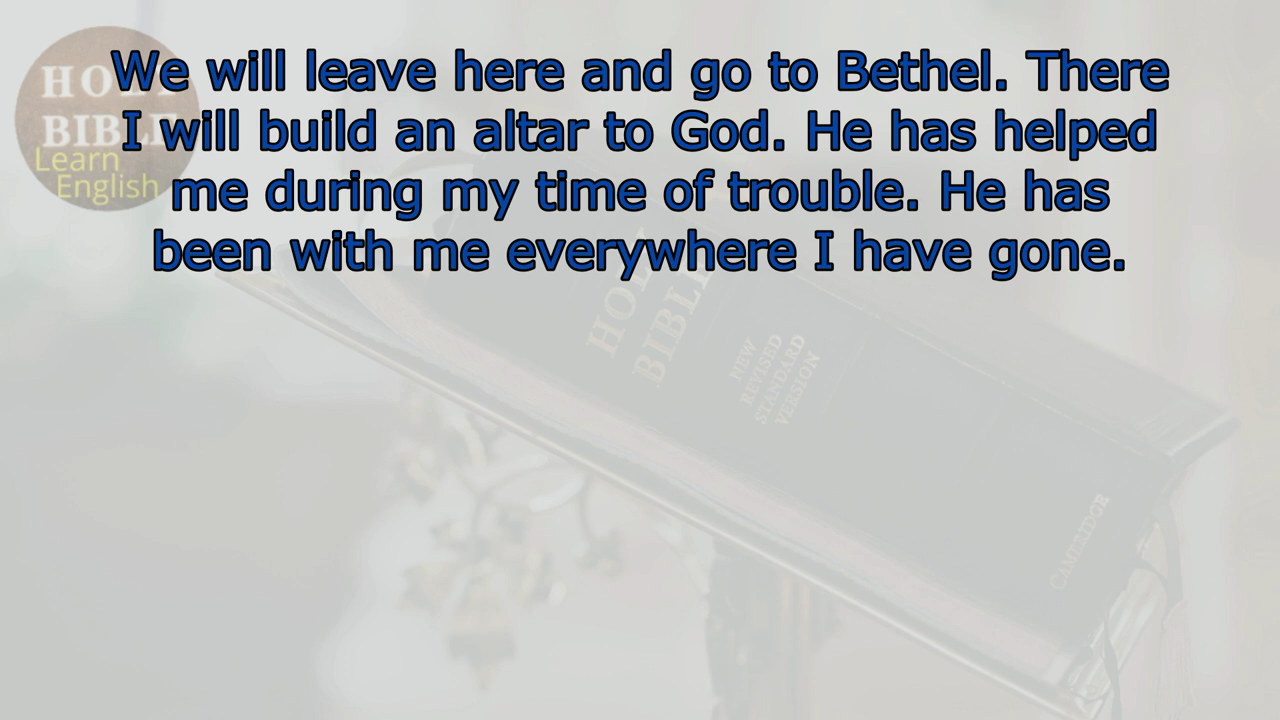 We will leave here and go to Bethel. There
I will build an altar to God. He has helped
me during my time of trouble. He has
been with me everywhere I have gone.
HOLY
BIBLE
Learn
English
HOLY
BIBLE
NEW
REVISED
STANDARD
VERSION
CAMBRIDGE